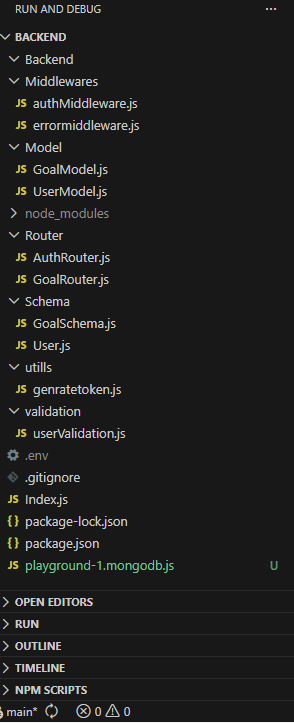 RUN AND DEBUG ···
BACKEND
Backend
Middlewares
JS authMiddleware.js
JS errormiddleware.js
Model
JS GoalModel.js
JS UserModel.js
node_modules
Router
JS AuthRouter.js
JS GoalRouter.js
Schema
JS GoalSchema.js
JS User.js
utills
JS genratetoken.js
validation
JS userValidation.js
.env
.gitignore
JS Index.js
{} package-lock.json
{} package.json
JS playground-1.mongodb.js U
OPEN EDITORS
RUN
OUTLINE
TIMELINE
NPM SCRIPTS
main* 0 0